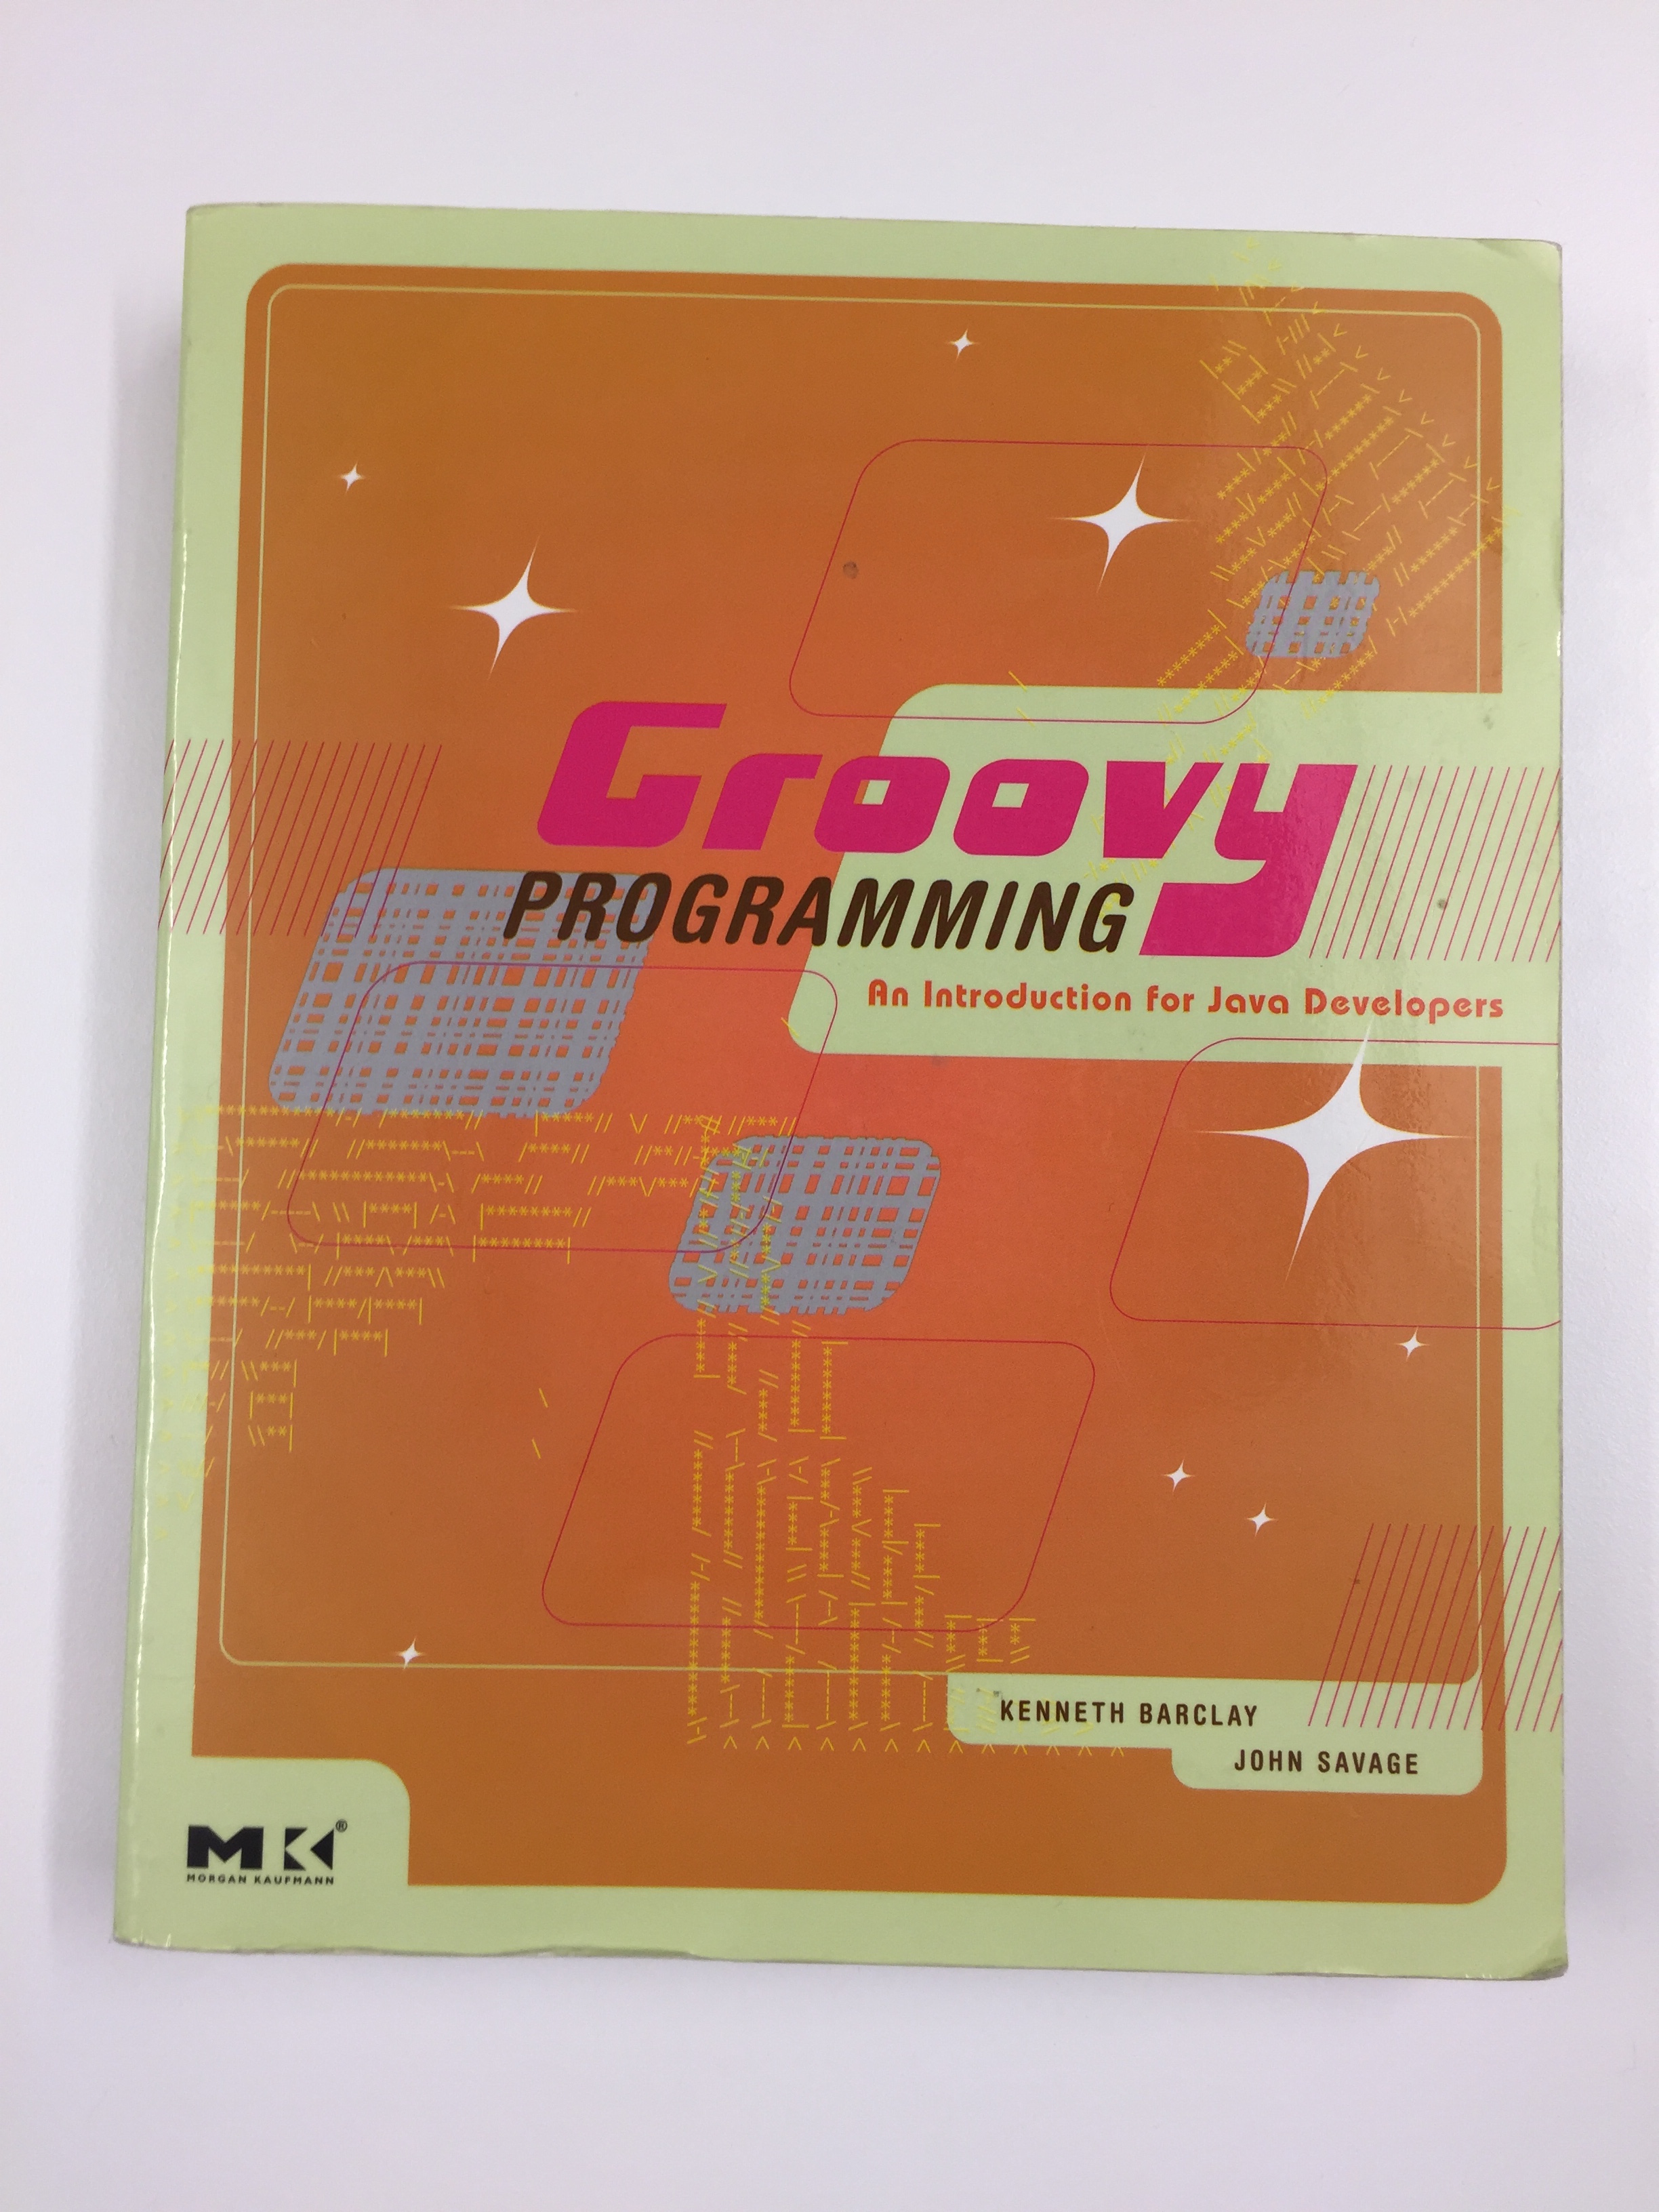 Groovy
PROGRAMMING
An Introduction for Java Developers
KENNETH BARCLAY
JOHN SAVAGE
MK®
MORGAN KAUFMANN